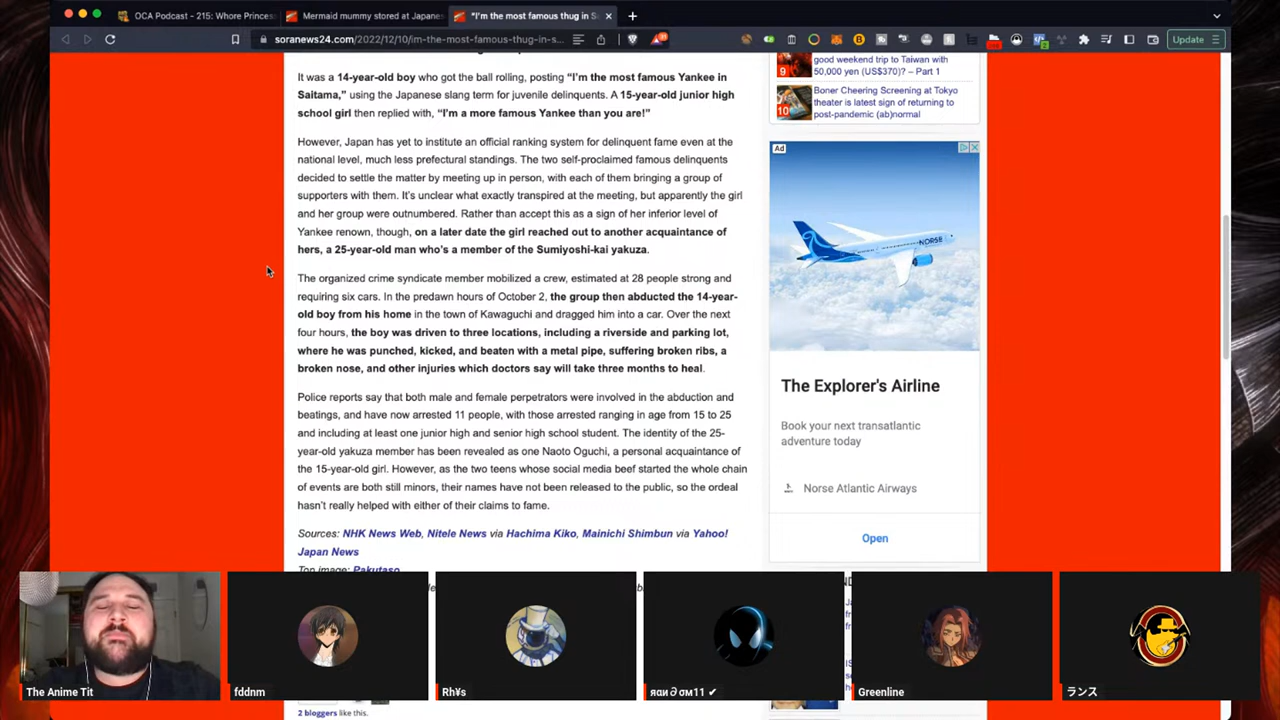 OCA Podcast - 215: Whore Princes
Mermaid mummy stored at Japanes
"I'm the most famous thug in S
soranews24.com/2022/12/10/im-the-most-famous-thug-in-s...
Update
It was a 14-year-old boy who got the ball rolling, posting "I'm the most famous Yankee in
Saitama," using the Japanese slang term for juvenile delinquents. A 15-year-old junior high
school girl then replied with, "I'm a more famous Yankee than you are!"
However, Japan has yet to institute an official ranking system for delinquent fame even at the
national level, much less prefectural standings. The two self-proclaimed famous delinquents
decided to settle the matter by meeting up in person, with each of them bringing a group of
supporters with them. It's unclear what exactly transpired at the meeting, but apparently the girl
and her group were outnumbered. Rather than accept this as a sign of her inferior level of
Yankee renown, though, on a later date the girl reached out to another acquaintance of
hers, a 25-year-old man who's a member of the Sumiyoshi-kai yakuza.
The organized crime syndicate member mobilized a crew, estimated at 28 people strong and
requiring six cars. In the predawn hours of October 2, the group then abducted the 14-year-
old boy from his home in the town of Kawaguchi and dragged him into a car. Over the next
four hours, the boy was driven to three locations, including a riverside and parking lot,
where he was punched, kicked, and beaten with a metal pipe, suffering broken ribs, a
broken nose, and other injuries which doctors say will take three months to heal.
Police reports say that both male and female perpetrators were involved in the abduction and
beatings, and have now arrested 11 people, with those arrested ranging in age from 15 to 25
and including at least one junior high and senior high school student. The identity of the 25-
year-old yakuza member has been revealed as one Naoto Oguchi, a personal acquaintance of
the 15-year-old girl. However, as the two teens whose social media beef started the whole chain
of events are both still minors, their names have not been released to the public, so the ordeal
hasn't really helped with either of their claims to fame.
Sources: NHK News Web, Nitele News via Hachima Kiko, Mainichi Shimbun via Yahoo!
Japan News
Top image: Pakutaso
2 bloggers like this.
9
good weekend trip to Taiwan with
50,000 yen (US$370)? – Part 1
10
Boner Cheering Screening at Tokyo
theater is latest sign of returning to
post-pandemic (ab)normal
Ad
NORSE
The Explorer's Airline
Book your next transatlantic
adventure today
Norse Atlantic Airways
Open
The Anime Tit
fddnm
Rh¥s
яαи∂σм11 ✔
Greenline
ランス